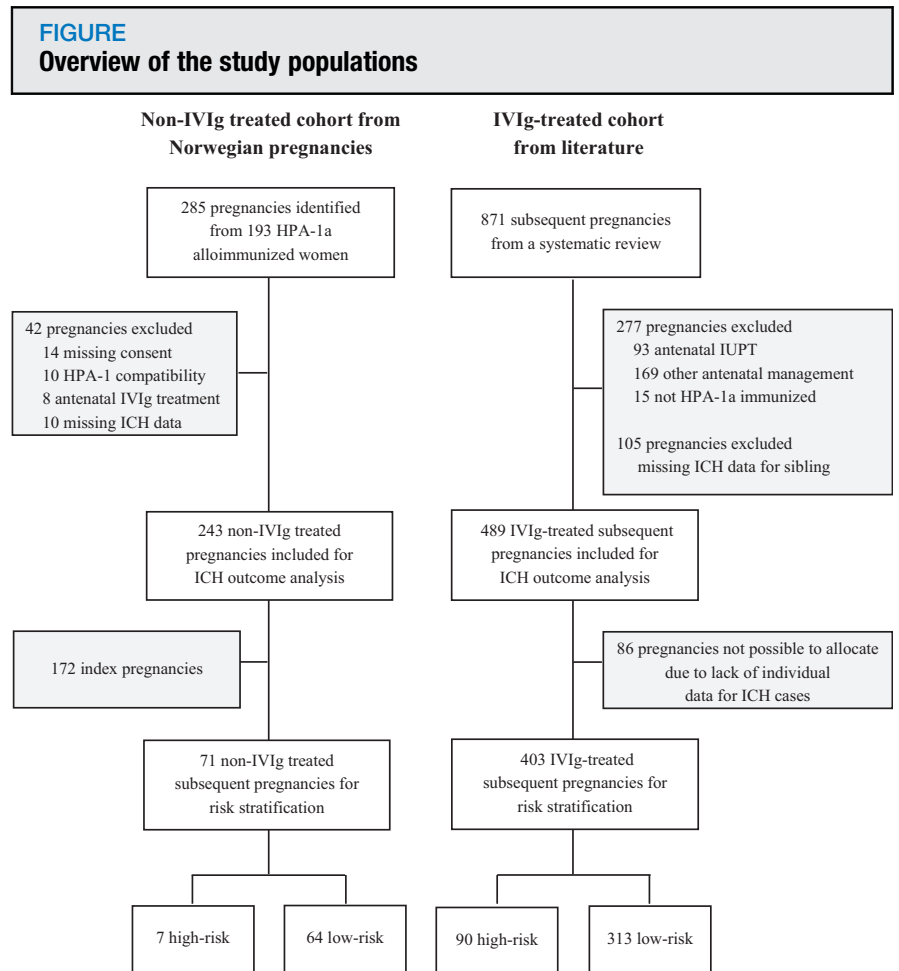 FIGURE
Overview of the study populations
Non-IVIg treated cohort from
Norwegian pregnancies
285 pregnancies identified
from 193 HPA-1a
alloimmunized women
42 pregnancies excluded
14 missing consent
10 HPA-1 compatibility
8 antenatal IVIg treatment
10 missing ICH data
243 non-IVIg treated
pregnancies included for
ICH outcome analysis
172 index pregnancies
71 non-IVIg treated
subsequent pregnancies for
risk stratification
7 high-risk
64 low-risk
IVIg-treated cohort
from literature
871 subsequent pregnancies
from a systematic review
277 pregnancies excluded
93 antenatal IUPT
169 other antenatal management
15 not HPA-1a immunized
105 pregnancies excluded
missing ICH data for sibling
489 IVIg-treated subsequent
pregnancies included for
ICH outcome analysis
86 pregnancies not possible to allocate
due to lack of individual
data for ICH cases
403 IVIg-treated
subsequent pregnancies for
risk stratification
90 high-risk
313 low-risk